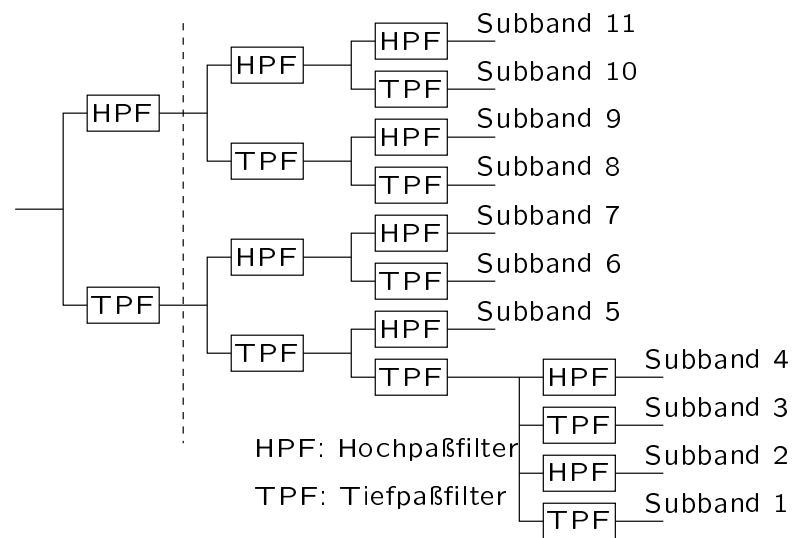 Subband 11
HPF
HPF
Subband 10
TPF
HPF
Subband 9
HPF
TPF
Subband 8
TPF
Subband 7
HPF
HPF
Subband 6
TPF
TPF
Subband 5
HPF
TPF
Subband 4
TPF
HPF
Subband 3
TPF
HPF: Hochpaßfilter
Subband 2
HPF
TPF: Tiefpaßfilter
Subband 1
TPF